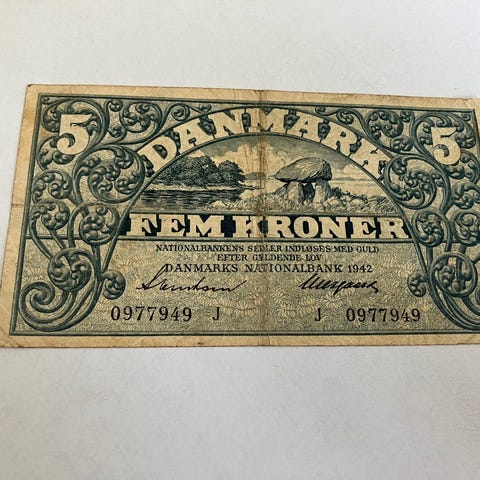 5 DANMARK 5
FEM KRONER
NATIONALBANKENS SEDLER INDLØSES MED GULD
EFTER GÆLDENDE LOV
DANMARKS NATIONALBANK 1942
0977949 J J 0977949